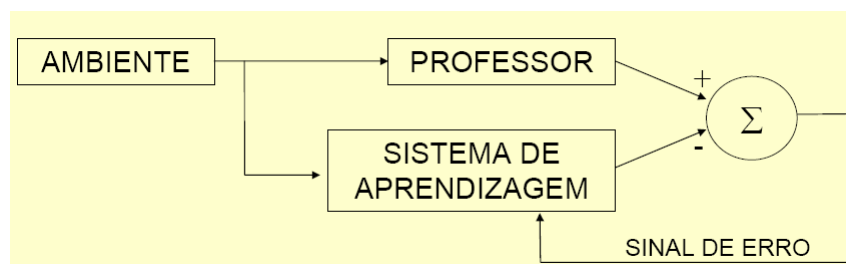 AMBIENTE
PROFESSOR
+
Σ
-
SISTEMA DE
APRENDIZAGEM
SINAL DE ERRO